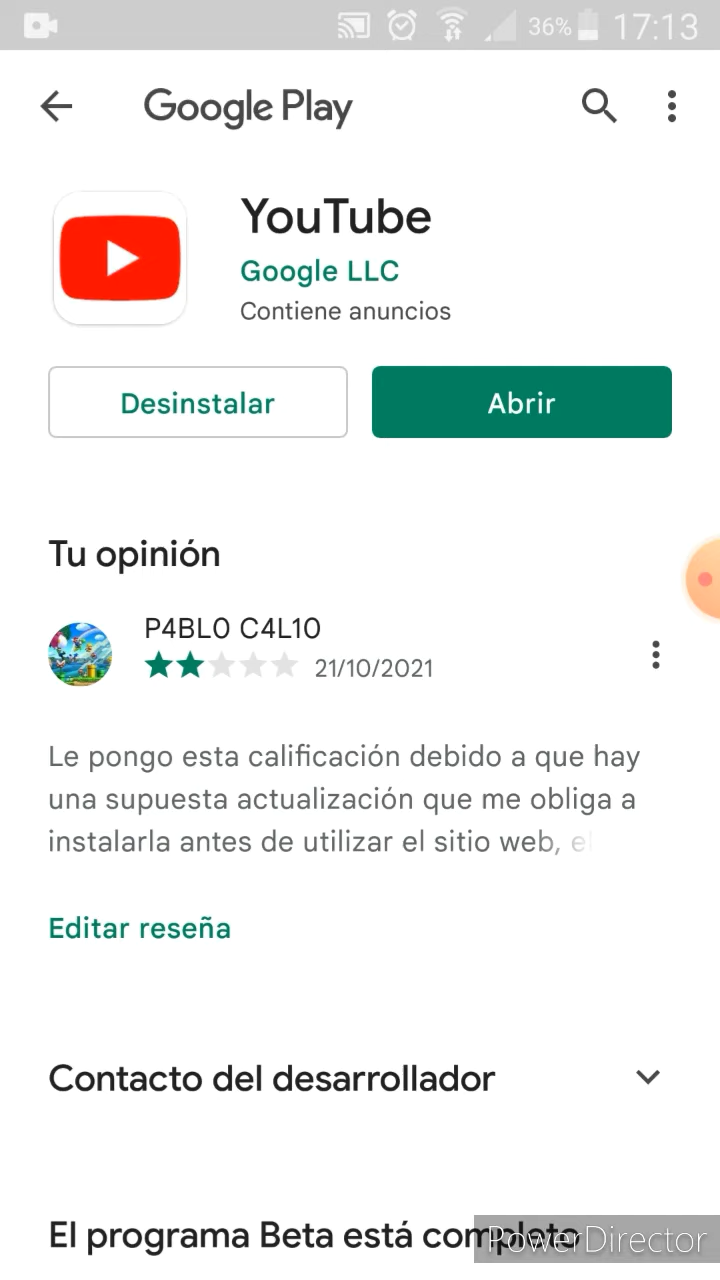 36% 17:13
Google Play
YouTube
Google LLC
Contiene anuncios
Desinstalar
Abrir
Tu opinión
P4BL0 C4L10
21/10/2021
Le pongo esta calificación debido a que hay
una supuesta actualización que me obliga a
instalarla antes de utilizar el sitio web, el
Editar reseña
Contacto del desarrollador
El programa Beta está completo
PowerDirector